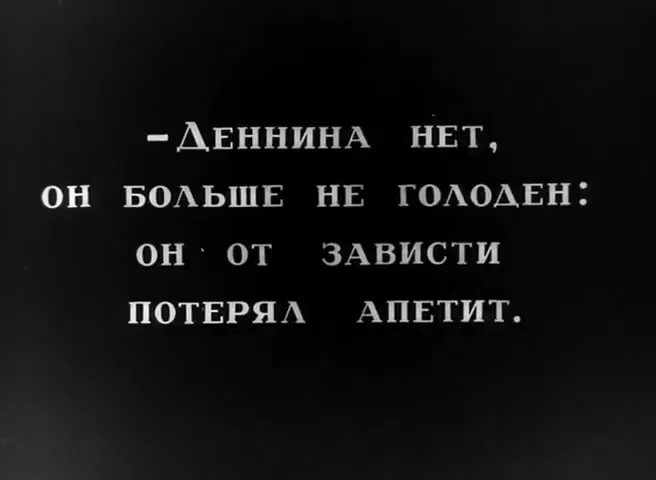 – Деннина нет,
он больше не голоден:
он от зависти
потерял апетит.